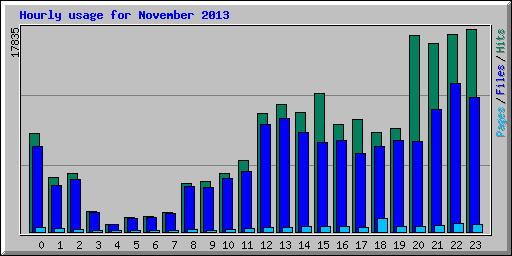 Hourly usage for November 2013
17835
Pages/Files/Hits
0 1 2 3 4 5 6 7 8 9 10 11 12 13 14 15 16 17 18 19 20 21 22 23